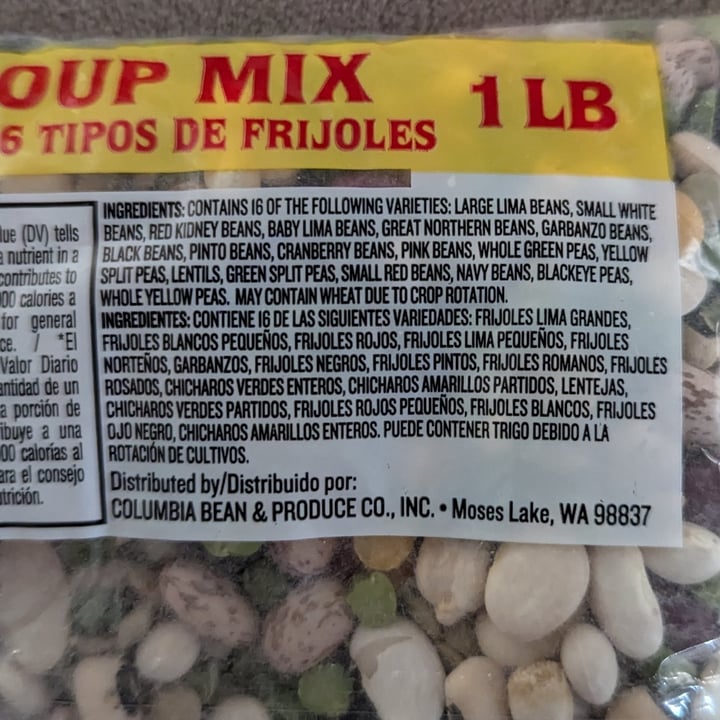 OUP MIX
6 TIPOS DE FRIJOLES
1 LB
lue (DV) tells
a nutrient in a
contributes to
00 calories a
for general
ce. / *El
Valor Diario
antidad de un
a porción de
ibuye a una
00 calorías al
ara el consejo
utrición.
INGREDIENTS: CONTAINS 16 OF THE FOLLOWING VARIETIES: LARGE LIMA BEANS, SMALL WHITE
BEANS, RED KIDNEY BEANS, BABY LIMA BEANS, GREAT NORTHERN BEANS, GARBANZO BEANS,
BLACK BEANS, PINTO BEANS, CRANBERRY BEANS, PINK BEANS, WHOLE GREEN PEAS, YELLOW
SPLIT PEAS, LENTILS, GREEN SPLIT PEAS, SMALL RED BEANS, NAVY BEANS, BLACKEYE PEAS,
WHOLE YELLOW PEAS. MAY CONTAIN WHEAT DUE TO CROP ROTATION.
INGREDIENTES: CONTIENE 16 DE LAS SIGUIENTES VARIEDADES: FRIJOLES LIMA GRANDES,
FRIJOLES BLANCOS PEQUEÑOS, FRIJOLES ROJOS, FRIJOLES LIMA PEQUEÑOS, FRIJOLES
NORTEÑOS, GARBANZOS, FRIJOLES NEGROS, FRIJOLES PINTOS, FRIJOLES ROMANOS, FRIJOLES
ROSADOS, CHICHAROS VERDES ENTEROS, CHICHAROS AMARILLOS PARTIDOS, LENTEJAS,
CHICHAROS VERDES PARTIDOS, FRIJOLES ROJOS PEQUEÑOS, FRIJOLES BLANCOS, FRIJOLES
OJO NEGRO, CHICHAROS AMARILLOS ENTEROS. PUEDE CONTENER TRIGO DEBIDO A LA
ROTACIÓN DE CULTIVOS.
Distributed by/Distribuido por:
COLUMBIA BEAN & PRODUCE CO., INC. • Moses Lake, WA 98837